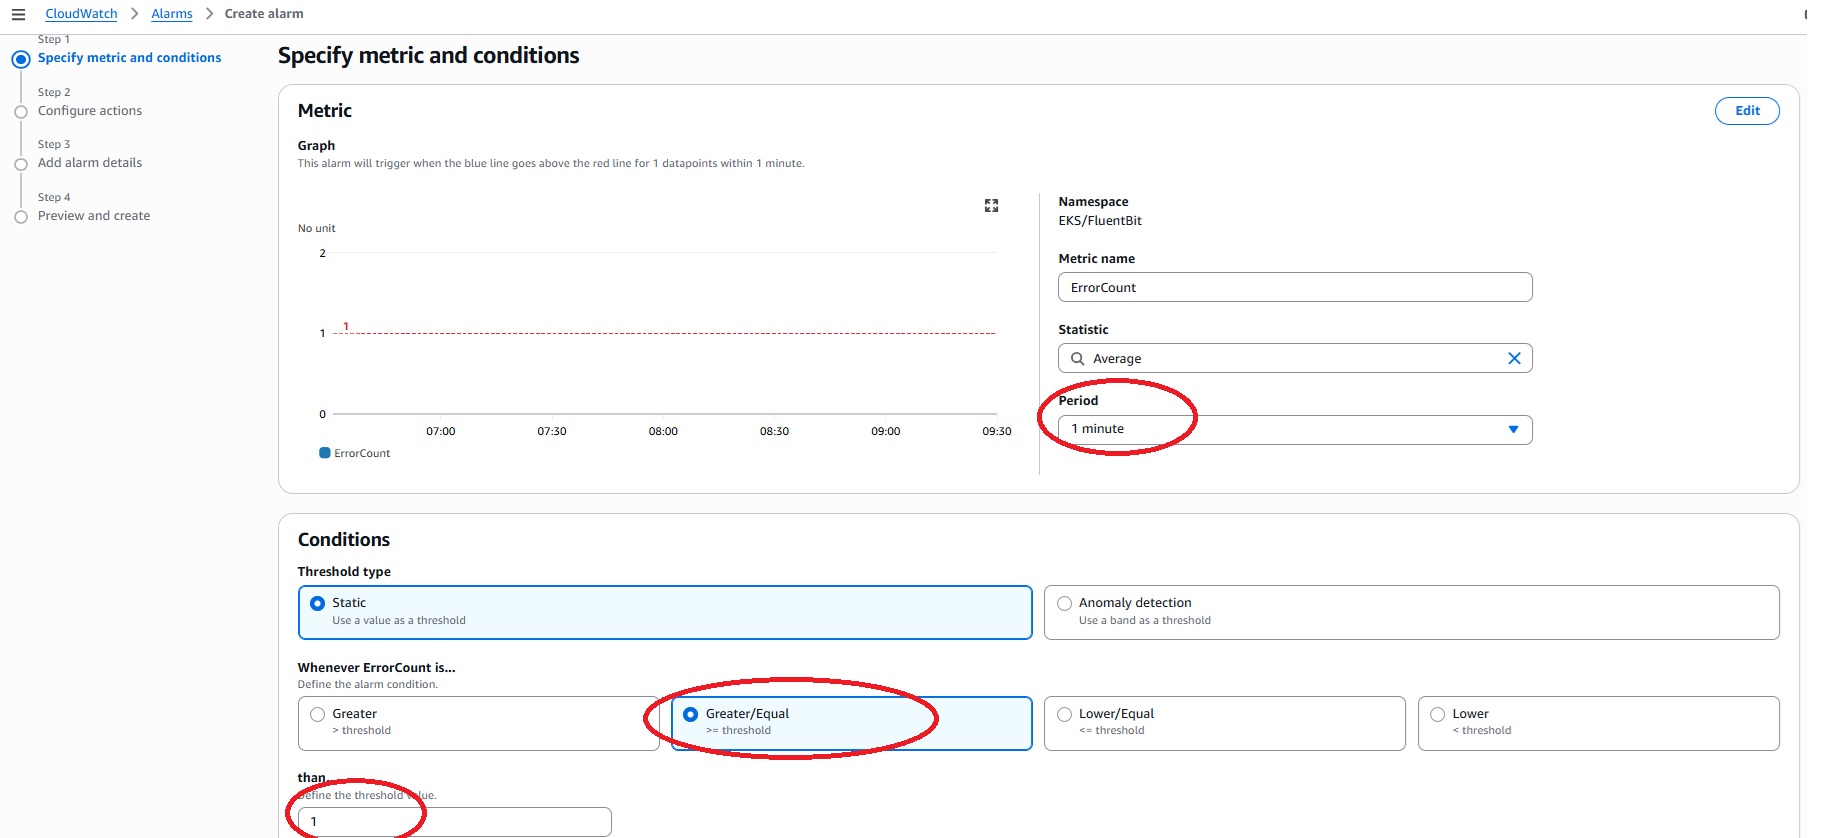 CloudWatch > Alarms > Create alarm
Step 1
Specify metric and conditions
Step 2
Configure actions
Step 3
Add alarm details
Step 4
Preview and create
Specify metric and conditions
Metric
Edit
Graph
This alarm will trigger when the blue line goes above the red line for 1 datapoints within 1 minute.
No unit
2
1
1
0
07:00 07:30 08:00 08:30 09:00 09:30
ErrorCount
Namespace
EKS/FluentBit
Metric name
ErrorCount
Statistic
Average
Period
1 minute
Conditions
Threshold type
Static
Use a value as a threshold
Anomaly detection
Use a band as a threshold
Whenever ErrorCount is...
Define the alarm condition.
Greater
> threshold
Greater/Equal
>= threshold
Lower/Equal
<= threshold
Lower
< threshold
than...
Define the threshold value.
1